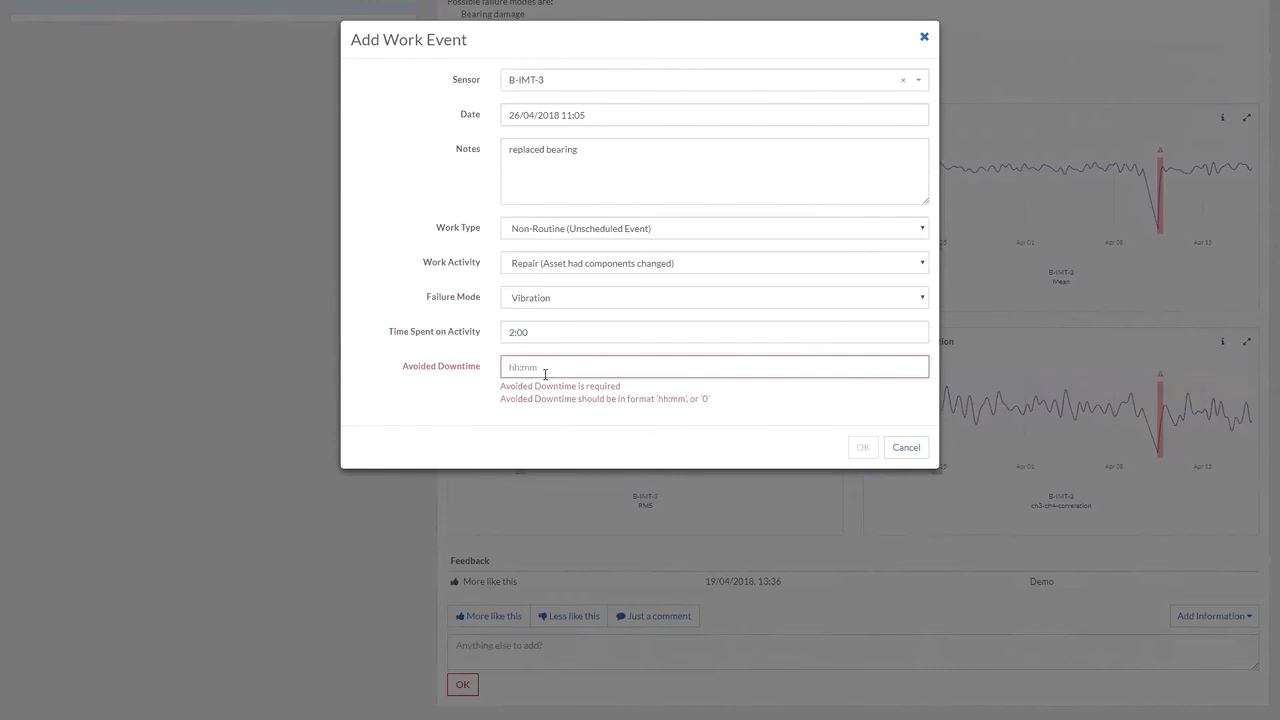 Possible failure modes are:
Bearing damage
Add Work Event
Sensor
B-IMT-3
Date
26/04/2018 11:05
Notes
replaced bearing
Work Type
Non-Routine (Unscheduled Event)
Work Activity
Repair (Asset had components changed)
Failure Mode
Vibration
Time Spent on Activity
2:00
Avoided Downtime
hh:mm
Avoided Downtime is required
Avoided Downtime should be in format 'hh:mm', or '0'
OK
Cancel
Apr 01
Apr 08
Apr 15
B-IMT-3
Mean
Apr 01
Apr 08
Apr 15
B-IMT-3
RMS
B-IMT-3
ch3-ch4-correlation
Feedback
More like this
19/04/2018, 13:36
Demo
More like this
Less like this
Just a comment
Add Information
Anything else to add?
OK